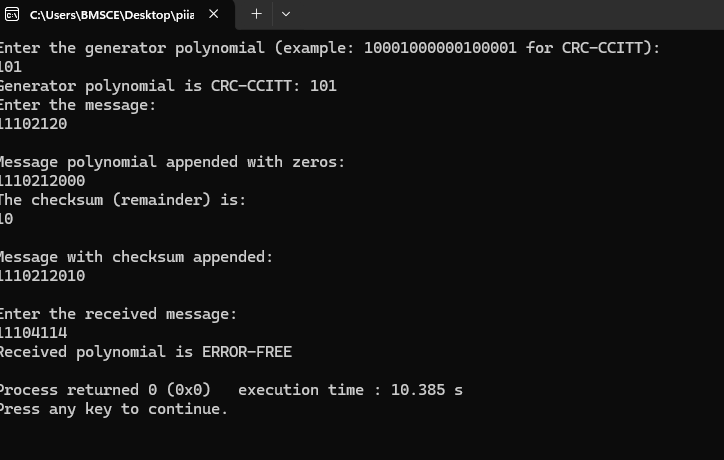 C:\Users\BMSCE\Desktop\piia
Enter the generator polynomial (example: 10001000000100001 for CRC-CCITT):
101
Generator polynomial is CRC-CCITT: 101
Enter the message:
11102120
Message polynomial appended with zeros:
1110212000
The checksum (remainder) is:
10
Message with checksum appended:
1110212010
Enter the received message:
11104114
Received polynomial is ERROR-FREE
Process returned 0 (0x0)   execution time : 10.385 s
Press any key to continue.